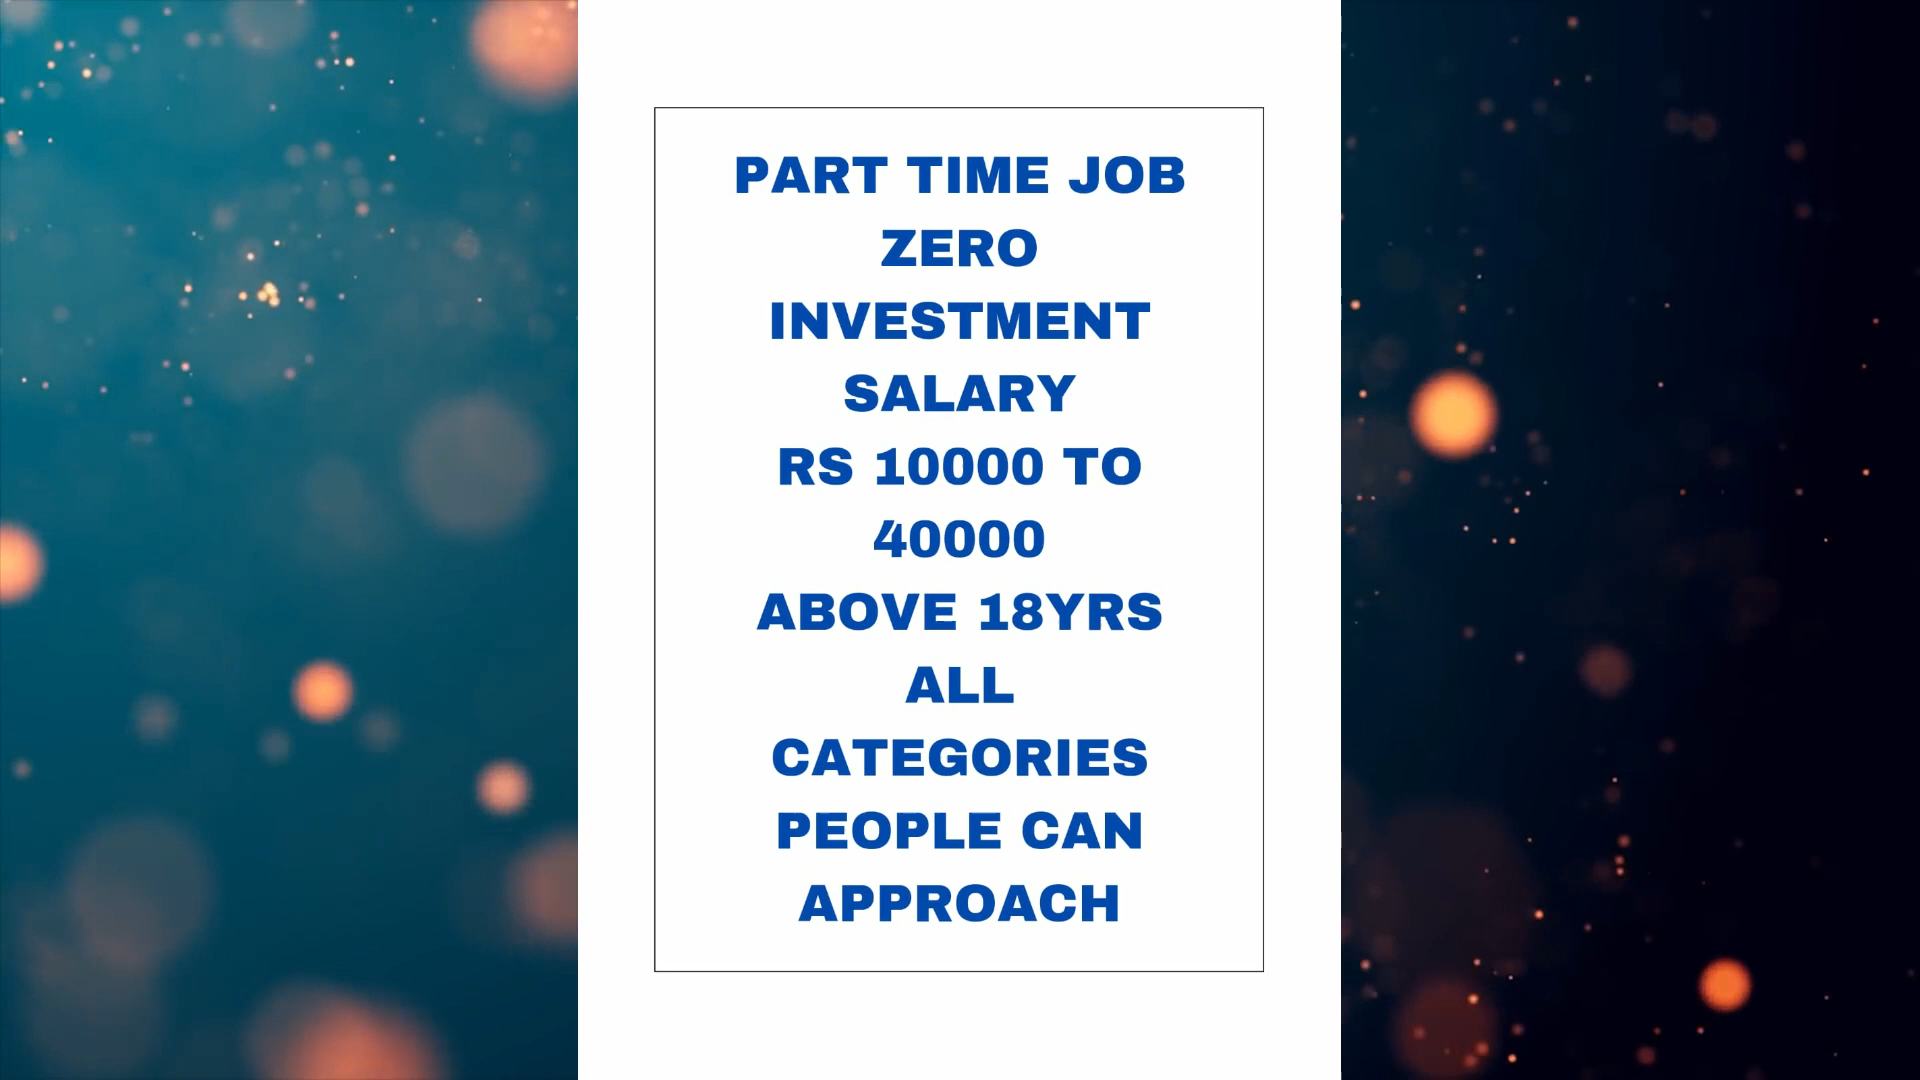 PART TIME JOB
ZERO
INVESTMENT
SALARY
RS 10000 TO
40000
ABOVE 18YRS
ALL
CATEGORIES
PEOPLE CAN
APPROACH